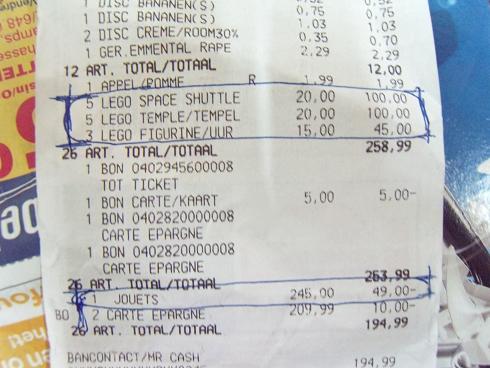 1 DISC BANANEN(S) 0,75 0,75
2 DISC CREME/ROOM30% 1,03 1,03
1 GER.EMMENTAL RAPE 0,35 0,70
2,29 2,29
12 ART. TOTAL/TOTAAL 12,00
1 APPEL/POMME R 1,99 1,99
5 LEGO SPACE SHUTTLE 20,00 100,00
5 LEGO TEMPLE/TEMPEL 20,00 100,00
3 LEGO FIGURINE/UUR 15,00 45,00
26 ART. TOTAL/TOTAAL 258,99
1 BON 0402945600008
TOT TICKET
1 BON CARTE/KAART 5,00 5,00-
1 BON 0402820000008
CARTE EPARGNE
1 BON 0402820000008
CARTE EPARGNE
26 ART. TOTAL/TOTAAL 253,99
1 JOUETS 245,00 49,00-
BO 2 CARTE EPARGNE 209,99 10,00-
26 ART. TOTAL/TOTAAL 194,99
BANCONTACT/MR CASH
194,99